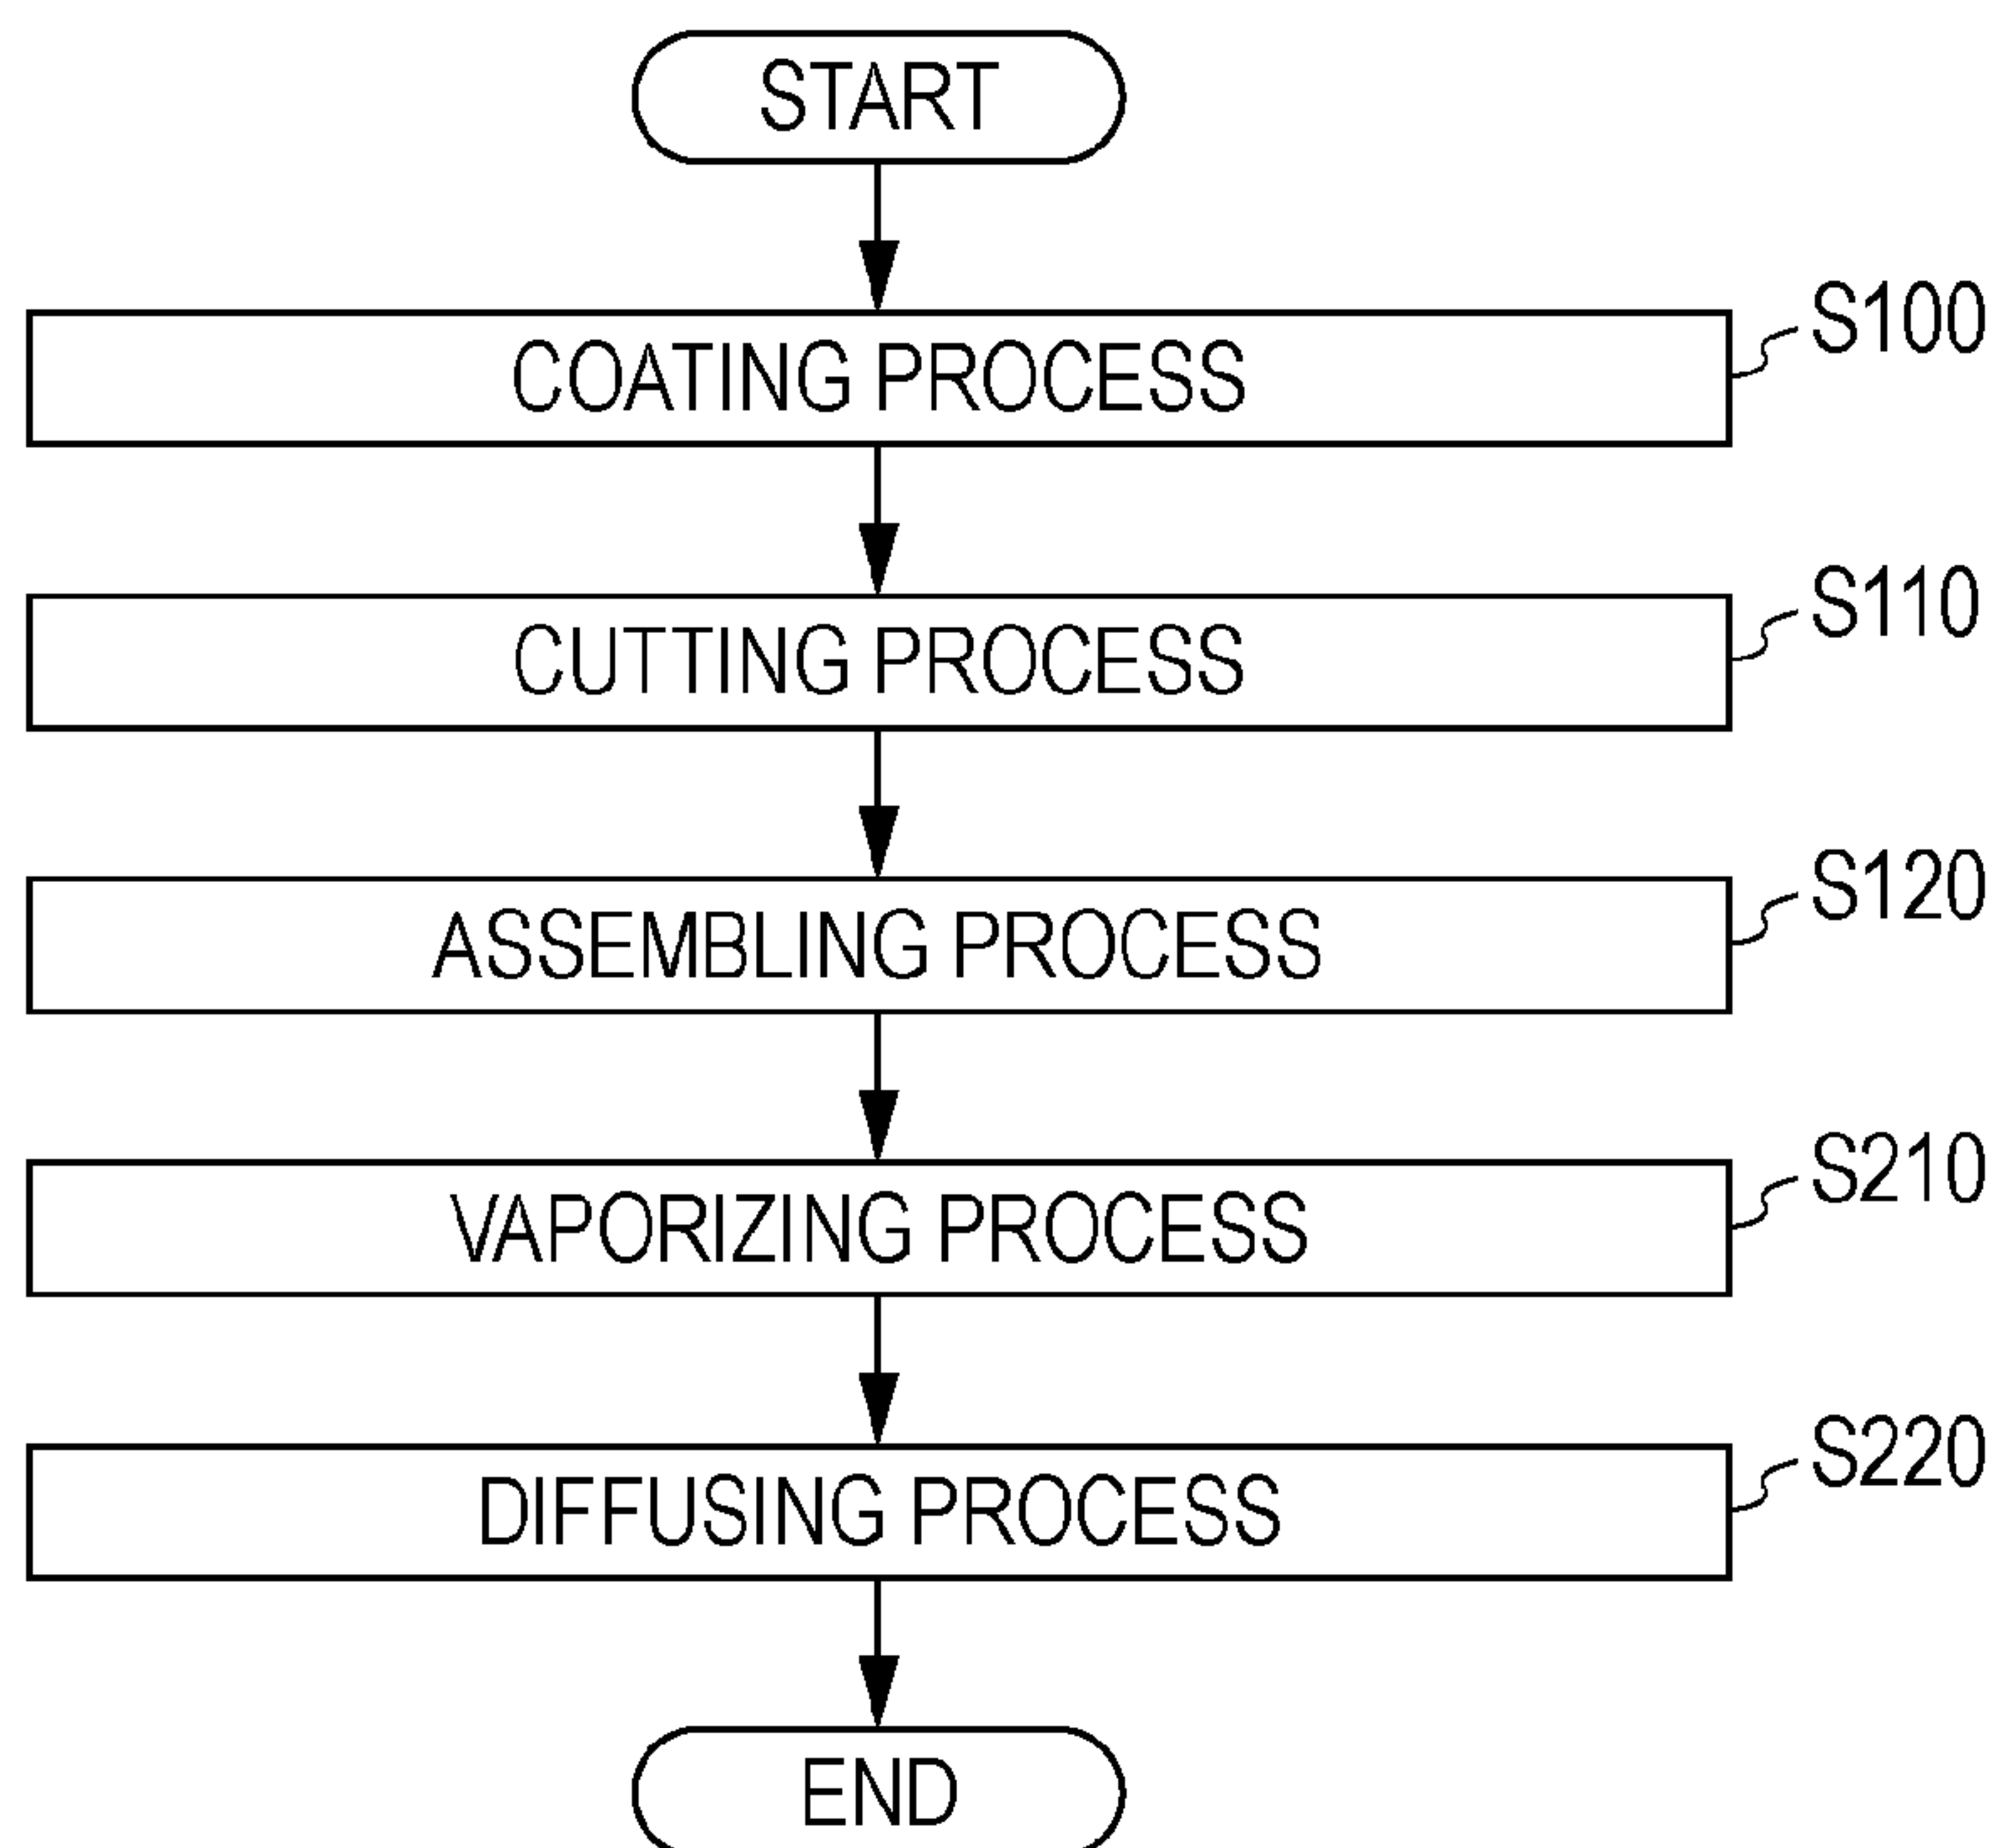 START
COATING PROCESS
S100
CUTTING PROCESS
S110
ASSEMBLING PROCESS
S120
VAPORIZING PROCESS
S210
DIFFUSING PROCESS
S220
END